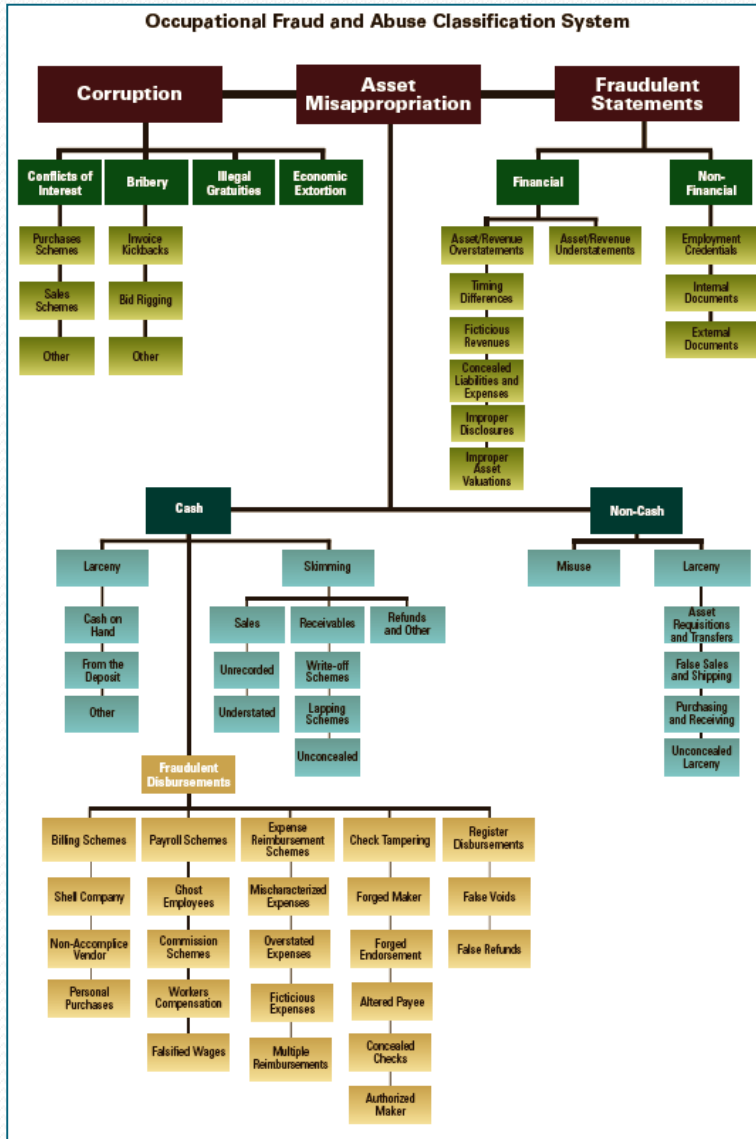 Occupational Fraud and Abuse Classification System
Corruption
Asset
Misappropriation
Fraudulent
Statements
Conflicts of
Interest
Bribery
Illegal
Gratuities
Economic
Extortion
Financial
Non-
Financial
Purchases
Schemes
Sales
Schemes
Other
Invoice
Kickbacks
Bid Rigging
Other
Asset/Revenue
Overstatements
Timing
Differences
Ficticious
Revenues
Concealed
Liabilities and
Expenses
Improper
Disclosures
Improper
Asset
Valuations
Asset/Revenue
Understatements
Employment
Credentials
Internal
Documents
External
Documents
Cash
Non-Cash
Larceny
Cash on
Hand
From the
Deposit
Other
Skimming
Sales
Unrecorded
Understated
Receivables
Write-off
Schemes
Lapping
Schemes
Unconcealed
Refunds
and Other
Misuse
Larceny
Asset
Requisitions
and Transfers
False Sales
and Shipping
Purchasing
and Receiving
Unconcealed
Larceny
Fraudulent
Disbursements
Billing Schemes
Shell Company
Non-Accomplice
Vendor
Personal
Purchases
Payroll Schemes
Ghost
Employees
Commission
Schemes
Workers
Compensation
Falsified Wages
Expense
Reimbursement
Schemes
Mischaracterized
Expenses
Overstated
Expenses
Ficticious
Expenses
Multiple
Reimbursements
Check Tampering
Forged Maker
Forged
Endorsement
Altered Payee
Concealed
Checks
Authorized
Maker
Register
Disbursements
False Voids
False Refunds